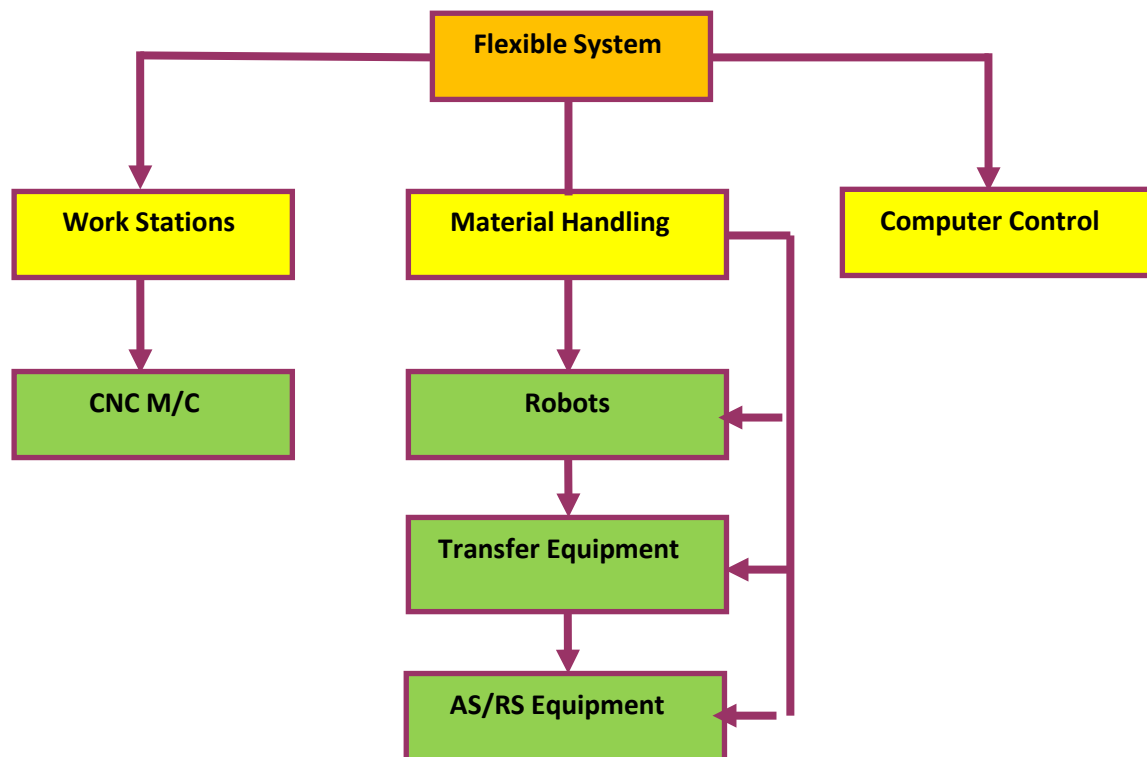 Flexible System
Work Stations
Material Handling
Computer Control
CNC M/C
Robots
Transfer Equipment
AS/RS Equipment